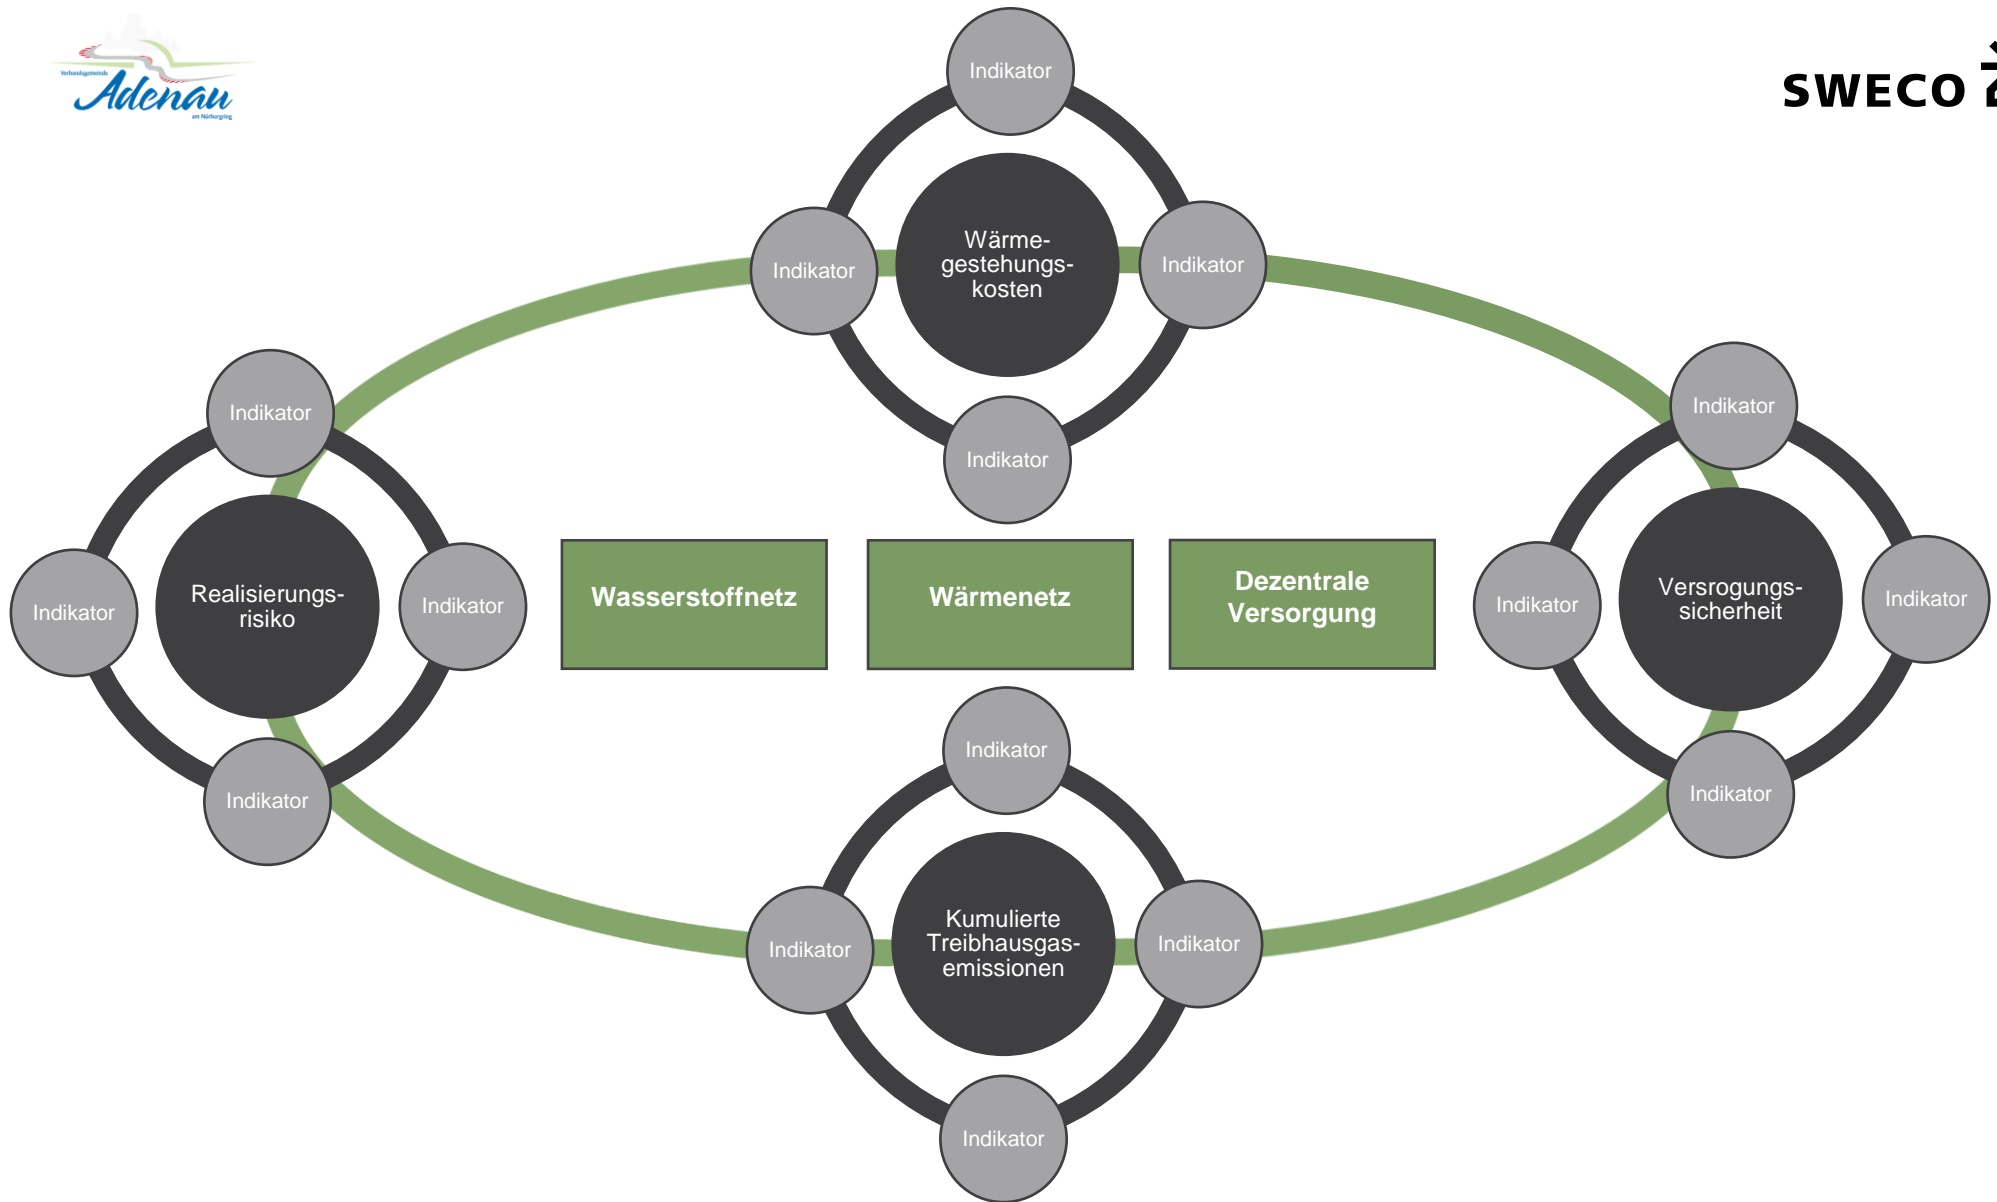 Verbandsgemeinde
Adenau
am Nürburgring
SWECO
Indikator
Indikator
Wärme-
gestehungs-
kosten
Indikator
Indikator
Indikator
Indikator
Realisierungs-
risiko
Indikator
Indikator
Wasserstoffnetz
Wärmenetz
Dezentrale
Versorgung
Indikator
Indikator
Versrogungs-
sicherheit
Indikator
Indikator
Indikator
Indikator
Kumulierte
Treibhausgas-
emissionen
Indikator
Indikator